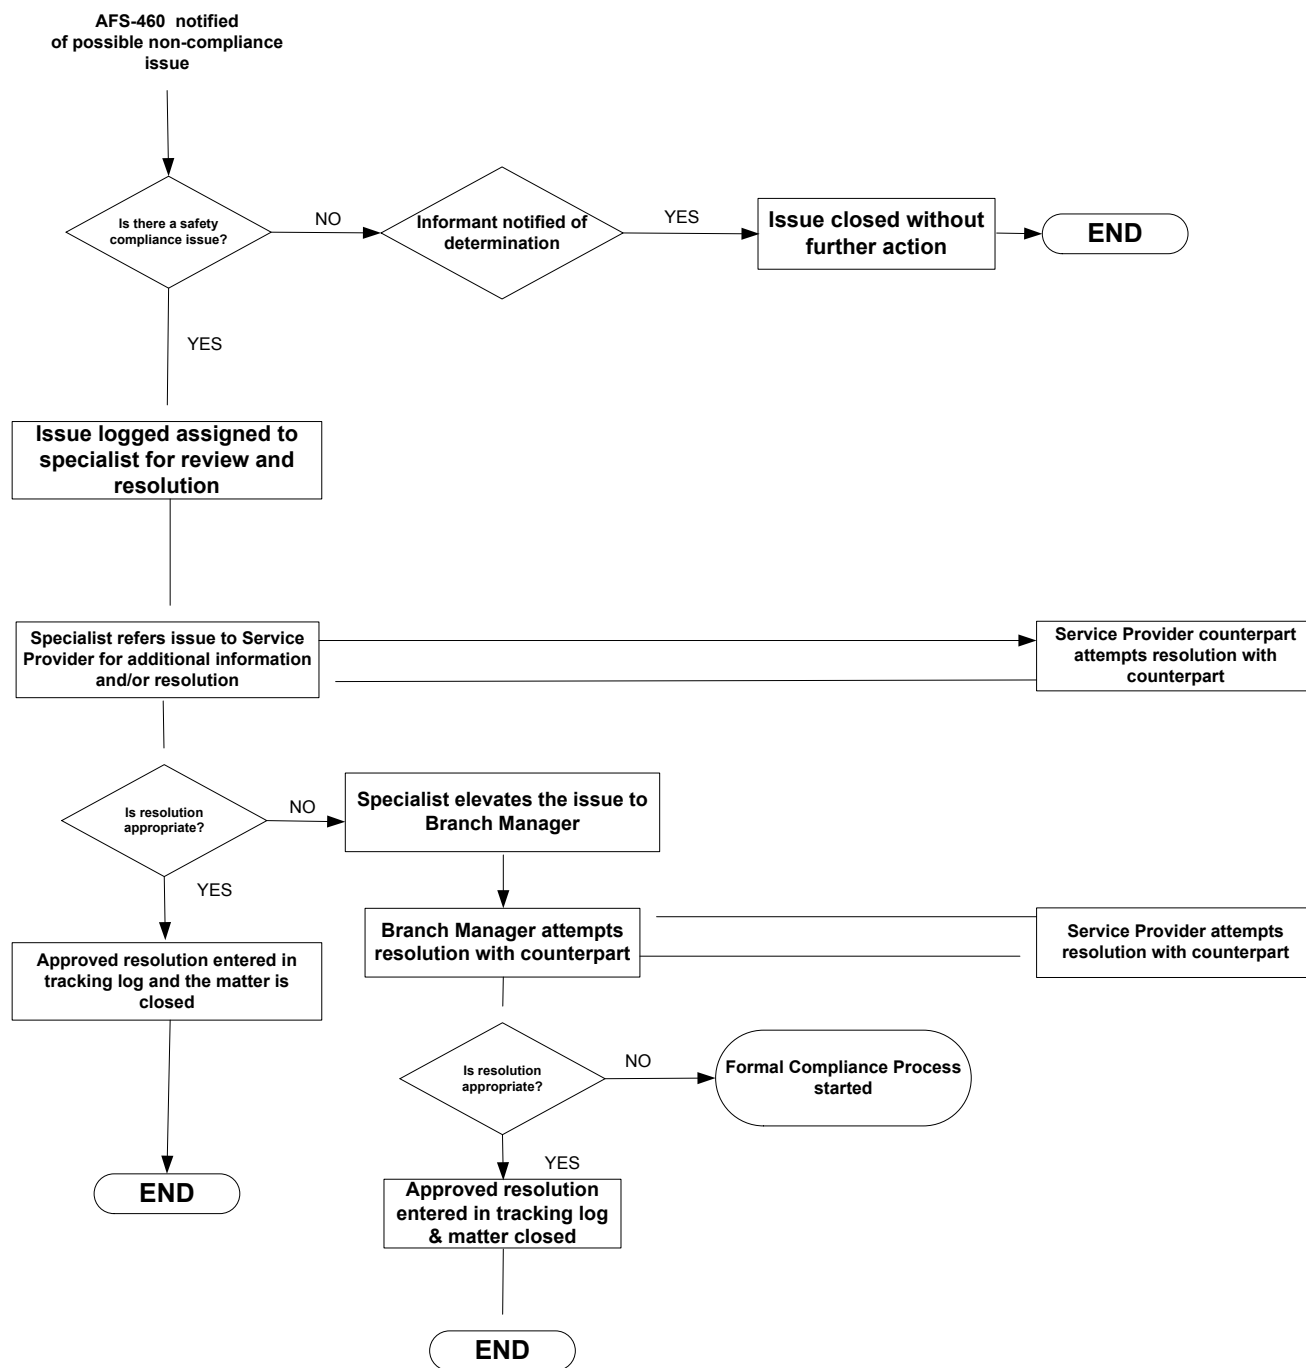 AFS-460 notified
of possible non-compliance
issue
Is there a safety
compliance issue?
NO
Informant notified of
determination
YES
Issue closed without
further action
END
YES
Issue logged assigned to
specialist for review and
resolution
Specialist refers issue to Service
Provider for additional information
and/or resolution
Service Provider counterpart
attempts resolution with
counterpart
Is resolution
appropriate?
NO
Specialist elevates the issue to
Branch Manager
YES
Branch Manager attempts
resolution with counterpart
Service Provider attempts
resolution with counterpart
Approved resolution entered in
tracking log and the matter is
closed
Is resolution
appropriate?
NO
Formal Compliance Process
started
YES
END
Approved resolution
entered in tracking log
& matter closed
END